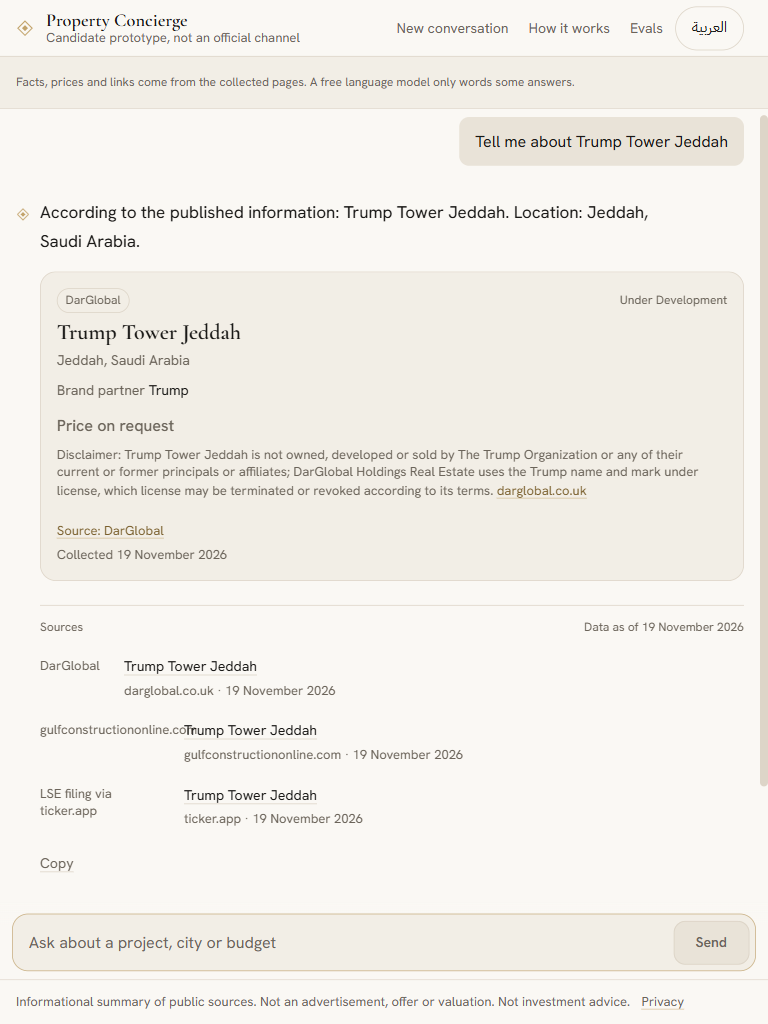 Property Concierge
Candidate prototype, not an official channel
New conversation
How it works
Evals
العربية
Facts, prices and links come from the collected pages. A free language model only words some answers.
Tell me about Trump Tower Jeddah
According to the published information: Trump Tower Jeddah. Location: Jeddah,
Saudi Arabia.
DarGlobal
Under Development
Trump Tower Jeddah
Jeddah, Saudi Arabia
Brand partner Trump
Price on request
Disclaimer: Trump Tower Jeddah is not owned, developed or sold by The Trump Organization or any of their
current or former principals or affiliates; DarGlobal Holdings Real Estate uses the Trump name and mark under
license, which license may be terminated or revoked according to its terms. darglobal.co.uk
Source: DarGlobal
Collected 19 November 2026
Sources
Data as of 19 November 2026
DarGlobal
Trump Tower Jeddah
darglobal.co.uk · 19 November 2026
gulfconstructiononline.com
Trump Tower Jeddah
gulfconstructiononline.com · 19 November 2026
LSE filing via
ticker.app
Trump Tower Jeddah
ticker.app · 19 November 2026
Copy
Ask about a project, city or budget
Send
Informational summary of public sources. Not an advertisement, offer or valuation. Not investment advice.
Privacy